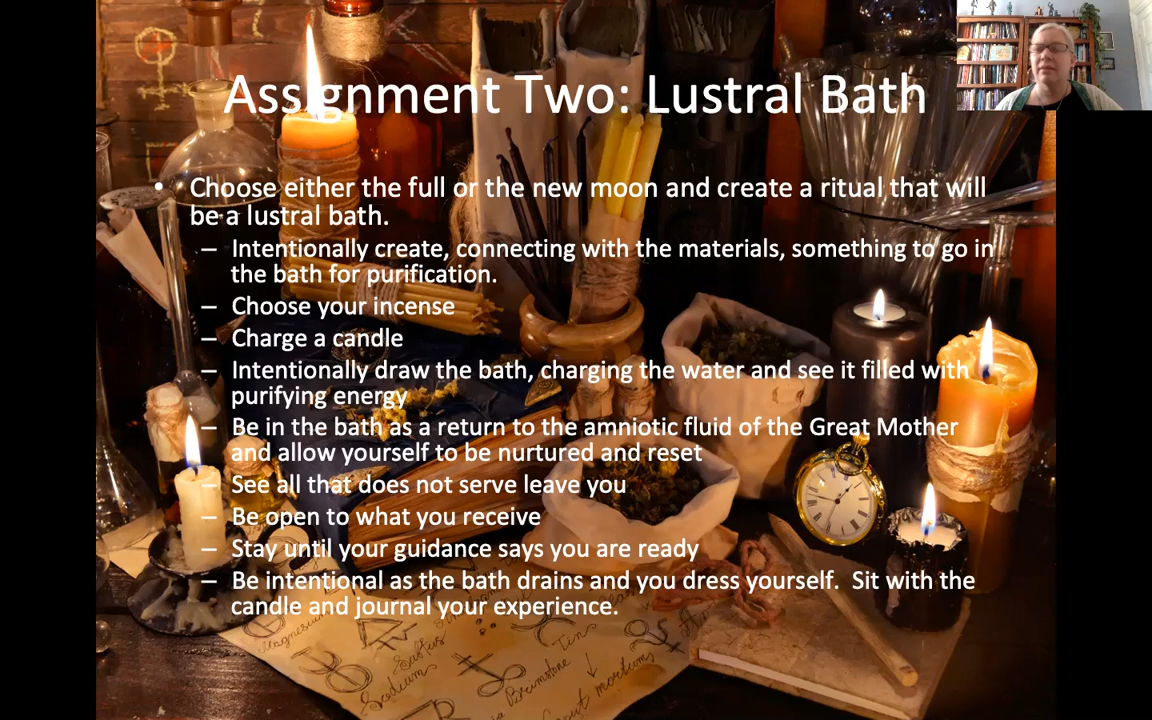 Assignment Two: Lustral Bath
• Choose either the full or the new moon and create a ritual that will
be a lustral bath.
– Intentionally create, connecting with the materials, something to go in
the bath for purification.
– Choose your incense
– Charge a candle
– Intentionally draw the bath, charging the water and see it filled with
purifying energy
– Be in the bath as a return to the amniotic fluid of the Great Mother
and allow yourself to be nurtured and reset
– See all that does not serve leave you
– Be open to what you receive
– Stay until your guidance says you are ready
– Be intentional as the bath drains and you dress yourself.  Sit with the
candle and journal your experience.
Magnesium
Tin
Brimstone
mortum